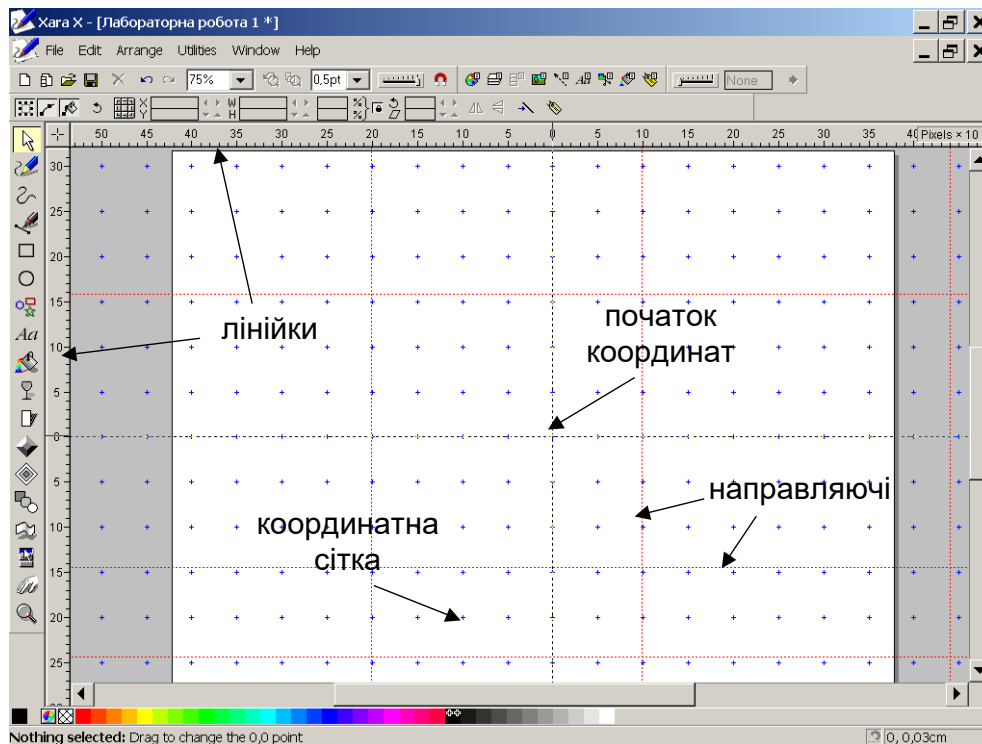 Xara X - [Лабораторна робота 1 *]
File Edit Arrange Utilities Window Help
75% 0,5pt None
X W
Y H
50 45 40 35 30 25 20 15 10 5 0 5 10 15 20 25 30 35 40 Pixels × 10
30
25
20
15
початок
лінійки
10
координат
5
0
5
направляючі
10
координатна
сітка
15
20
25
Nothing selected: Drag to change the 0,0 point 0, 0,03cm